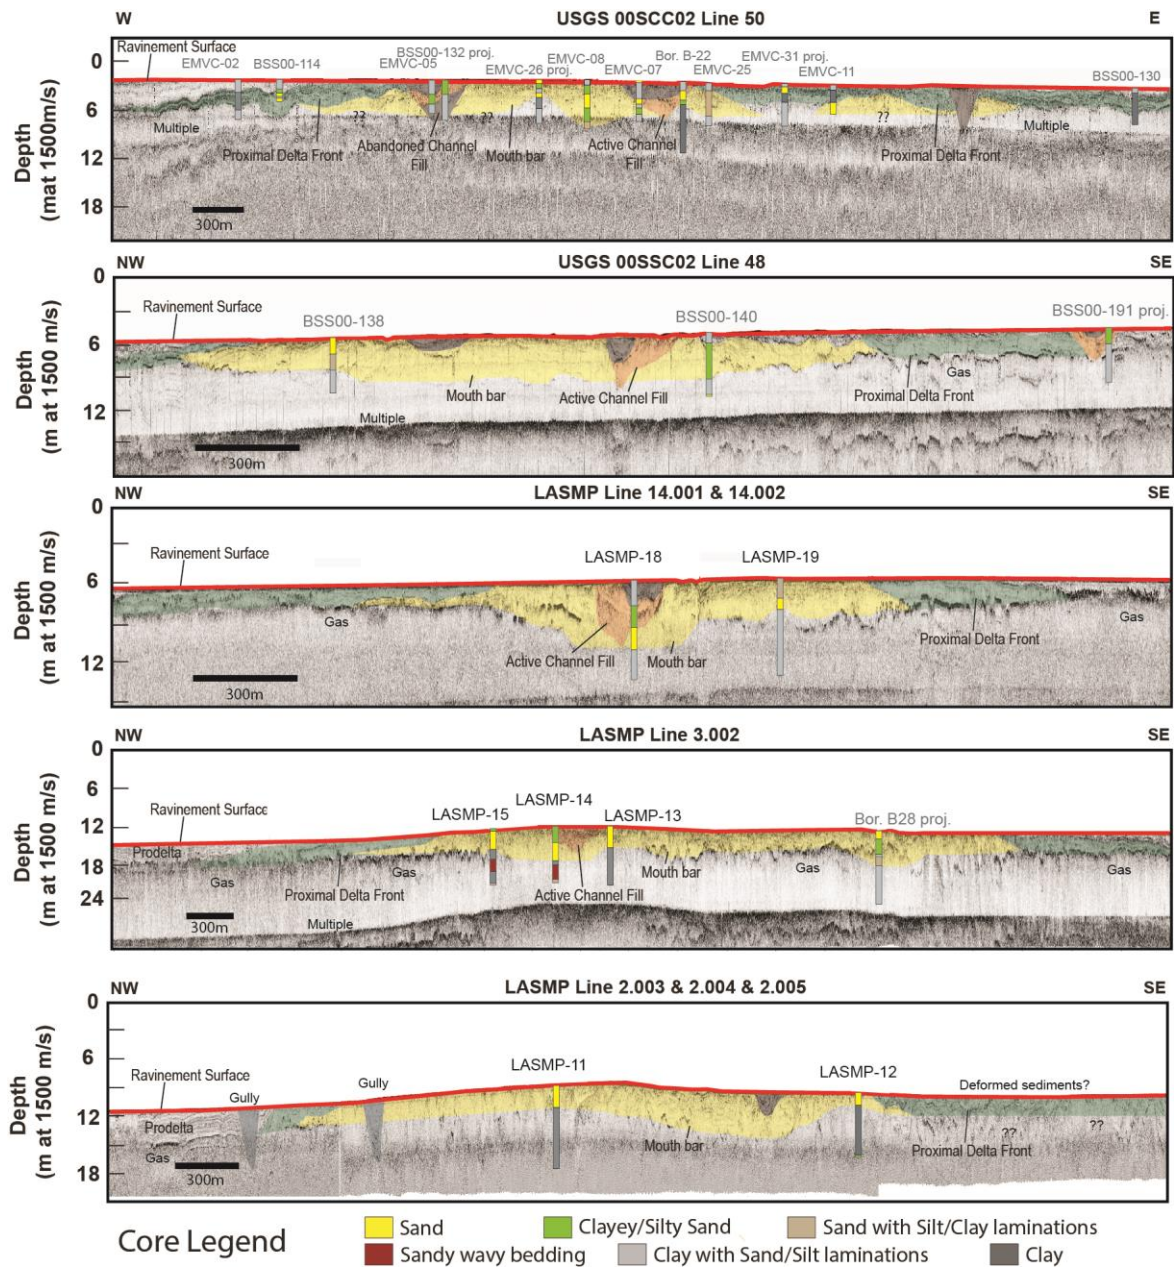 USGS 00SCC02 Line 50
W
E
Ravinement Surface
BSS00-132 proj.
EMVC-08
Bor. B-22
EMVC-31 proj.
EMVC-02
BSS00-114
EMVC-05
EMVC-26 proj.
EMVC-07
EMVC-25
EMVC-11
BSS00-130
0
6
12
18
Depth
(mat 1500m/s)
Multiple
??
??
??
Multiple
Proximal Delta Front
Abandoned Channel
Fill
Mouth bar
Active Channel
Fill
Proximal Delta Front
300m
NW
USGS 00SSC02 Line 48
SE
Ravinement Surface
BSS00-138
BSS00-140
BSS00-191 proj.
0
6
12
Depth
(m at 1500 m/s)
Mouth bar
Active Channel Fill
Gas
Proximal Delta Front
Multiple
300m
NW
LASMP Line 14.001 & 14.002
SE
Ravinement Surface
LASMP-18
LASMP-19
0
6
12
Depth
(m at 1500 m/s)
Gas
Gas
Active Channel Fill
Mouth bar
Proximal Delta Front
300m
NW
LASMP Line 3.002
SE
Ravinement Surface
LASMP-15
LASMP-14
LASMP-13
Bor. B28 proj.
0
6
12
18
24
Depth
(m at 1500 m/s)
Prodelta
Gas
Gas
Mouth bar
Gas
Gas
Proximal Delta Front
Active Channel Fill
300m
Multiple
NW
LASMP Line 2.003 & 2.004 & 2.005
SE
Ravinement Surface
Gully
Gully
LASMP-11
LASMP-12
Deformed sediments?
0
6
12
18
Depth
(m at 1500 m/s)
Prodelta
Gas
Mouth bar
Proximal Delta Front
??
??
300m
Core Legend
Sand
Clayey/Silty Sand
Sand with Silt/Clay laminations
Sandy wavy bedding
Clay with Sand/Silt laminations
Clay